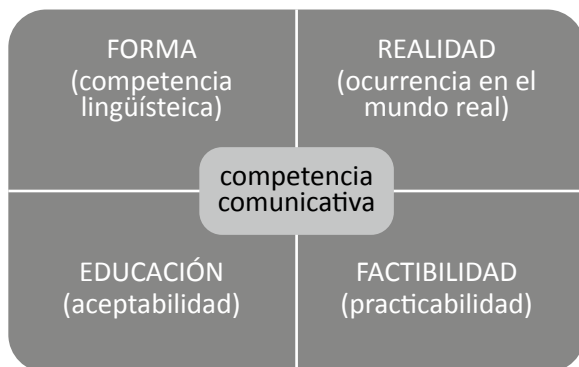 FORMA
(competencia
lingüísteica)
REALIDAD
(ocurrencia en el
mundo real)
competencia
comunicativa
EDUCACIÓN
(aceptabilidad)
FACTIBILIDAD
(practicabilidad)